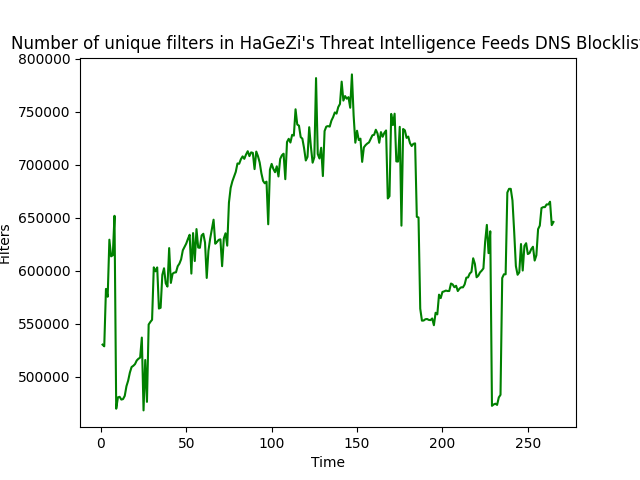 Number of unique filters in HaGeZi's Threat Intelligence Feeds DNS Blocklis
800000
750000
700000
650000
600000
550000
500000
Filters
0 50 100 150 200 250
Time